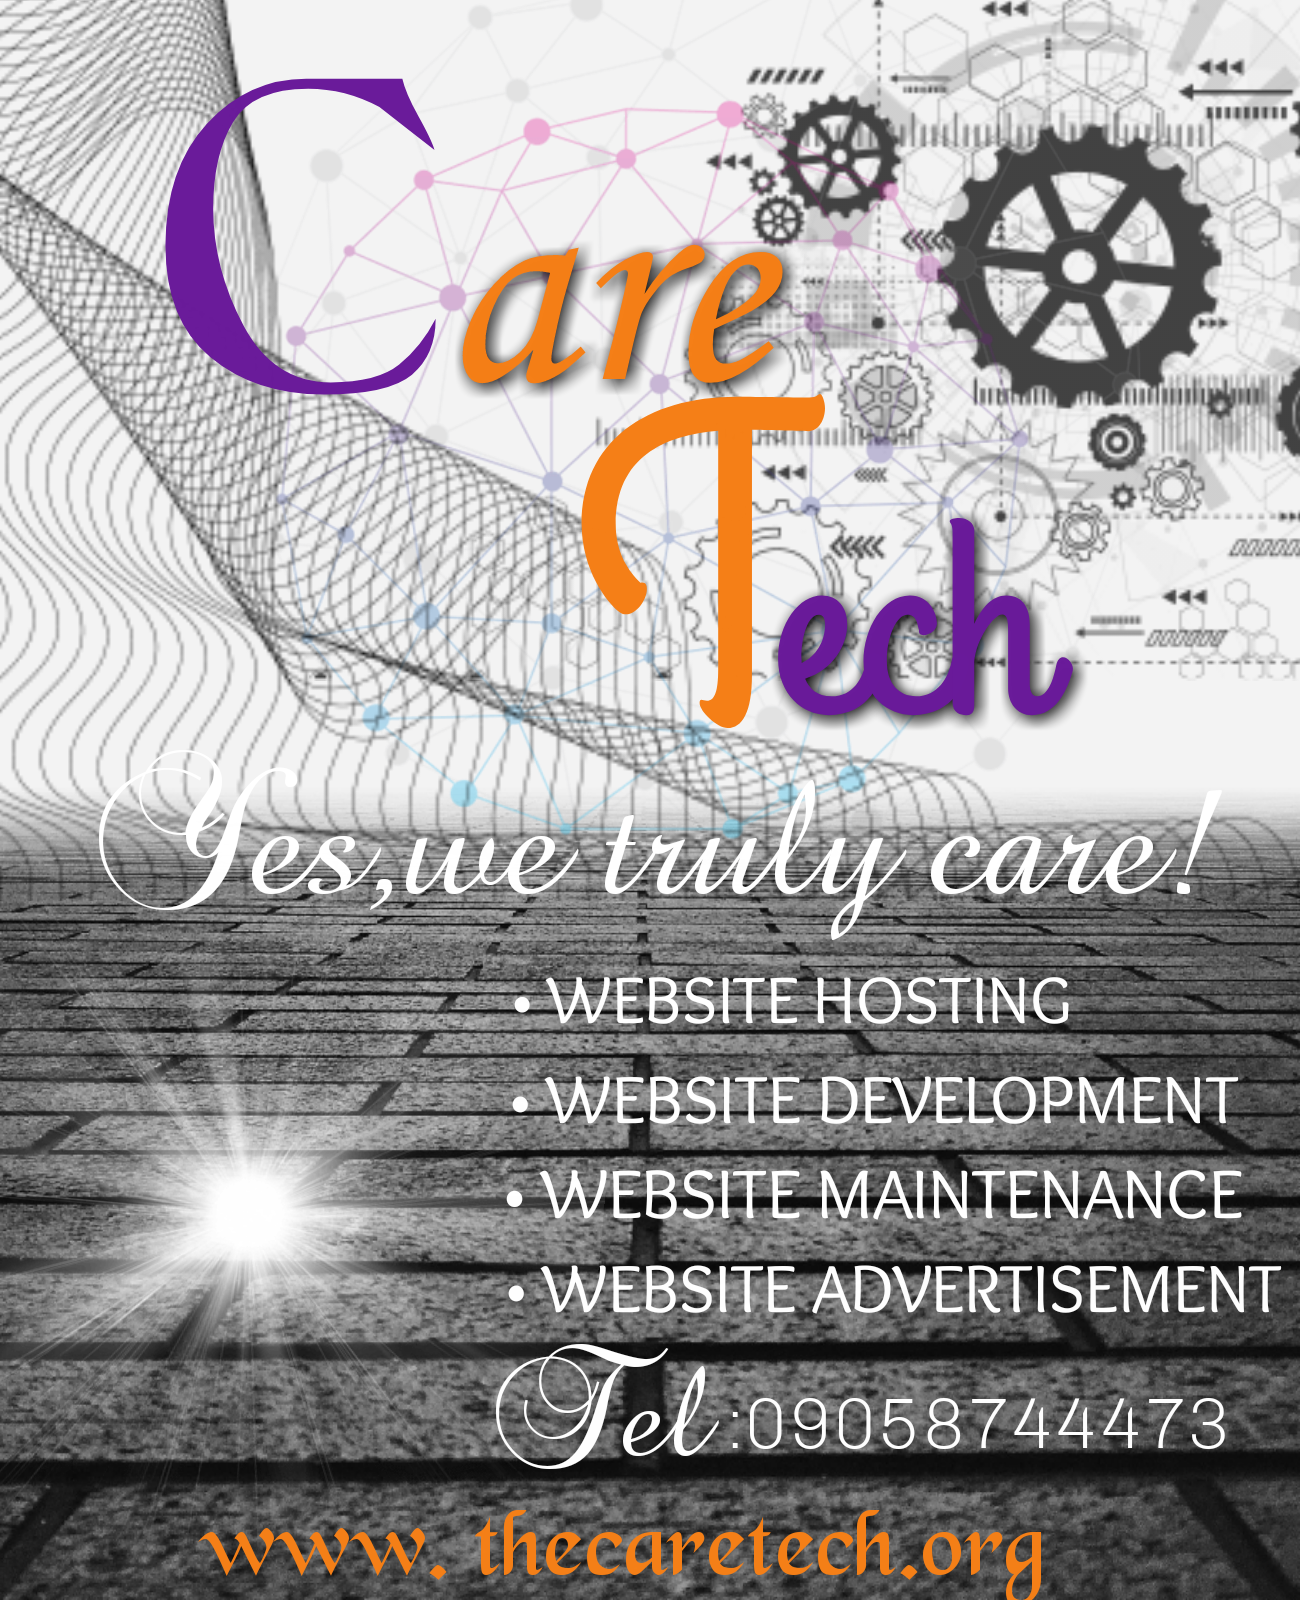 Care
Tech
Yes,we truly care!
• WEBSITE HOSTING
• WEBSITE DEVELOPMENT
• WEBSITE MAINTENANCE
• WEBSITE ADVERTISEMENT
Tel :09058744473
www. thecaretech.org